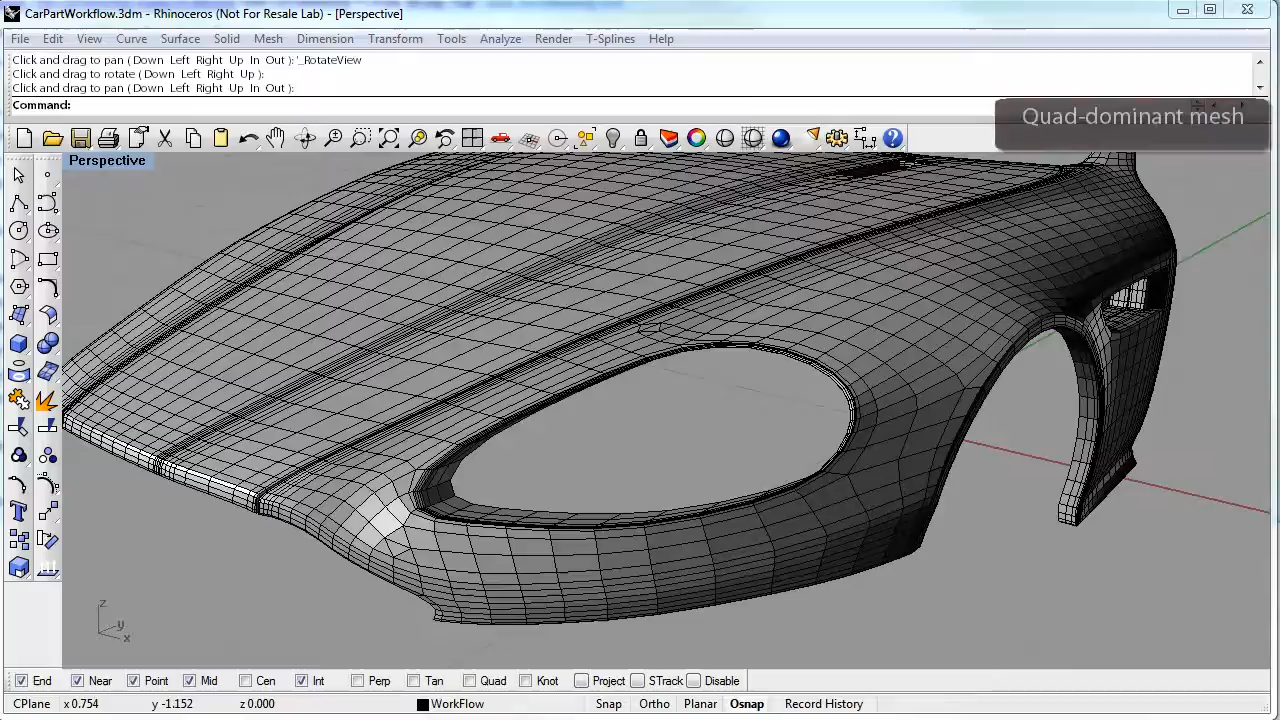 CarPartWorkflow.3dm - Rhinoceros (Not For Resale Lab) - [Perspective]
File Edit View Curve Surface Solid Mesh Dimension Transform Tools Analyze Render T-Splines Help
Click and drag to pan ( Down Left Right Up In Out ): '_RotateView
Click and drag to rotate ( Down Left Right Up ):
Click and drag to pan ( Down Left Right Up In Out ):
Command:
Quad-dominant mesh
Perspective
z
y
x
End Near Point Mid Cen Int Perp Tan Quad Knot Project STrack Disable
CPlane x 0.754 y -1.152 z 0.000 WorkFlow Snap Ortho Planar Osnap Record History